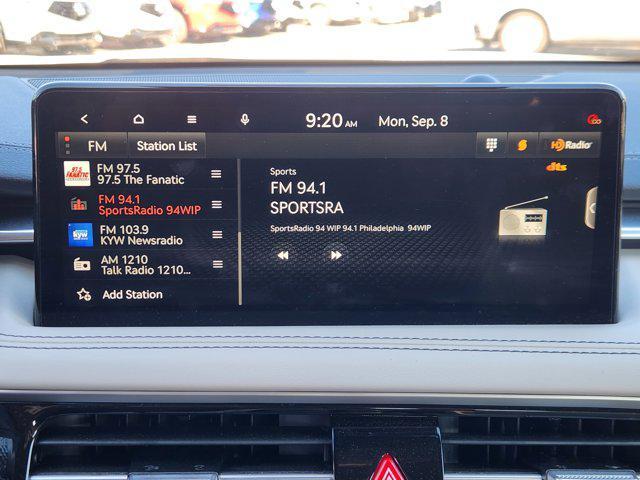 9:20 AM
Mon, Sep. 8
FM
Station List
HD Radio
dts
FM 97.5
97.5 The Fanatic
FM 94.1
SportsRadio 94WIP
FM 103.9
KYW Newsradio
AM 1210
Talk Radio 1210...
Add Station
Sports
FM 94.1
SPORTSRA
SportsRadio 94 WIP 94.1 Philadelphia 94WIP